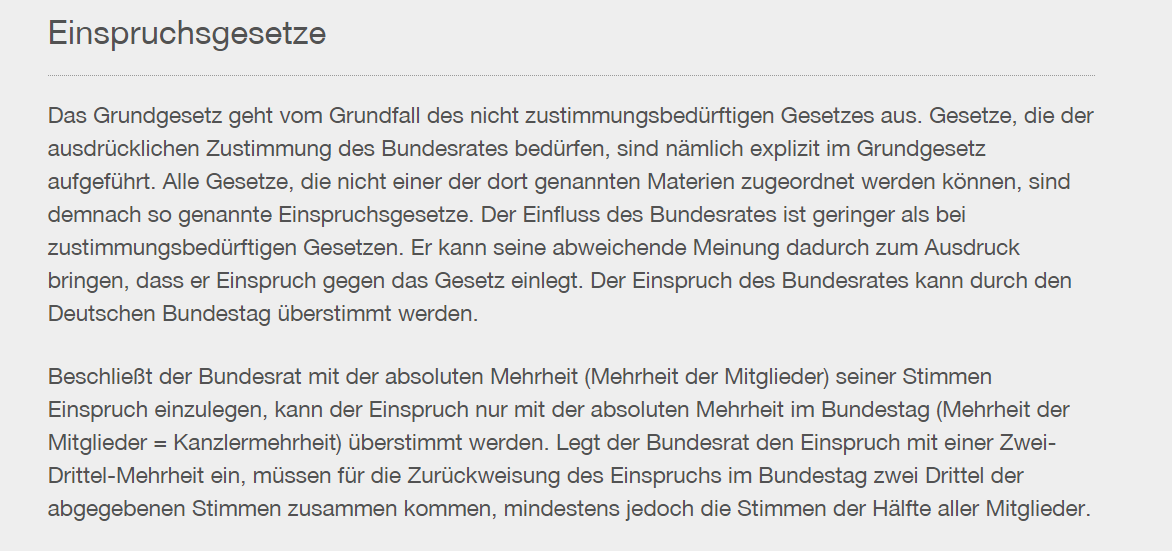 Einspruchsgesetze
Das Grundgesetz geht vom Grundfall des nicht zustimmungsbedürftigen Gesetzes aus. Gesetze, die der
ausdrücklichen Zustimmung des Bundesrates bedürfen, sind nämlich explizit im Grundgesetz
aufgeführt. Alle Gesetze, die nicht einer der dort genannten Materien zugeordnet werden können, sind
demnach so genannte Einspruchsgesetze. Der Einfluss des Bundesrates ist geringer als bei
zustimmungsbedürftigen Gesetzen. Er kann seine abweichende Meinung dadurch zum Ausdruck
bringen, dass er Einspruch gegen das Gesetz einlegt. Der Einspruch des Bundesrates kann durch den
Deutschen Bundestag überstimmt werden.
Beschließt der Bundesrat mit der absoluten Mehrheit (Mehrheit der Mitglieder) seiner Stimmen
Einspruch einzulegen, kann der Einspruch nur mit der absoluten Mehrheit im Bundestag (Mehrheit der
Mitglieder = Kanzlermehrheit) überstimmt werden. Legt der Bundesrat den Einspruch mit einer Zwei-
Drittel-Mehrheit ein, müssen für die Zurückweisung des Einspruchs im Bundestag zwei Drittel der
abgegebenen Stimmen zusammen kommen, mindestens jedoch die Stimmen der Hälfte aller Mitglieder.